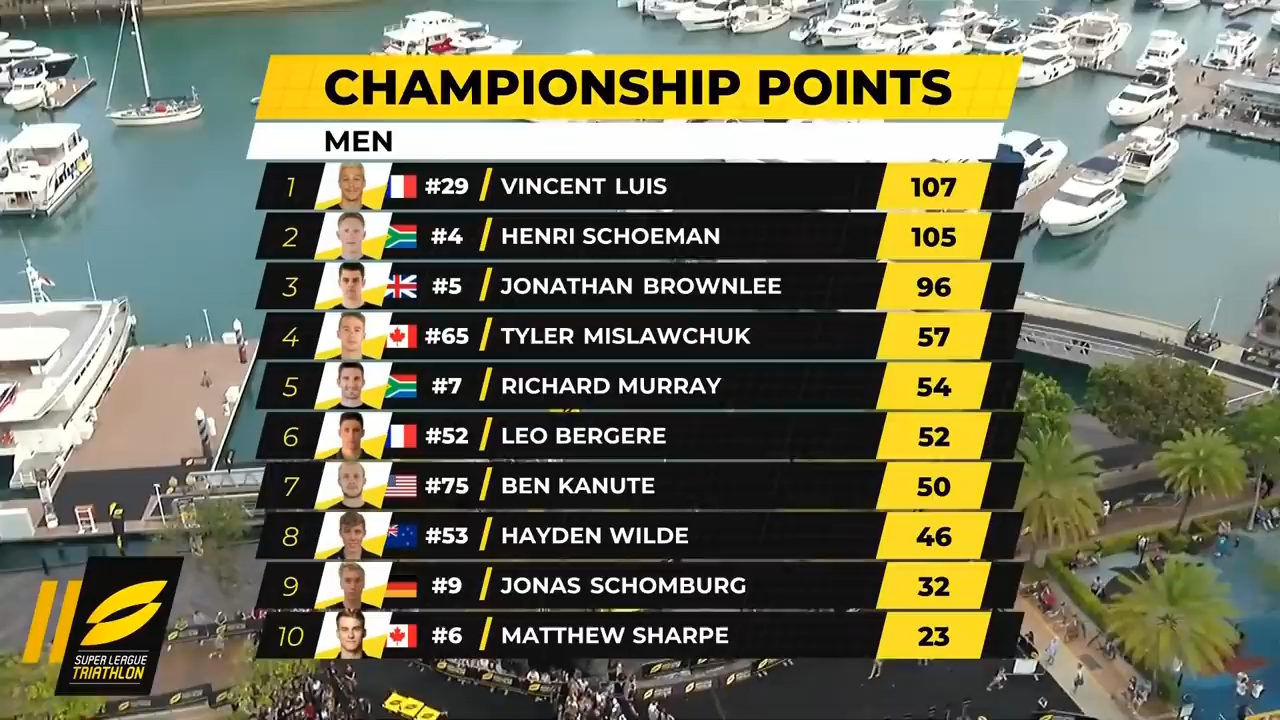 CHAMPIONSHIP POINTS
MEN
1 #29 / VINCENT LUIS 107
2 #4 / HENRI SCHOEMAN 105
3 #5 / JONATHAN BROWNLEE 96
4 #65 / TYLER MISLAWCHUK 57
5 #7 / RICHARD MURRAY 54
6 #52 / LEO BERGERE 52
7 #75 / BEN KANUTE 50
8 #53 / HAYDEN WILDE 46
9 #9 / JONAS SCHOMBURG 32
10 #6 / MATTHEW SHARPE 23
SUPER LEAGUE
TRIATHLON